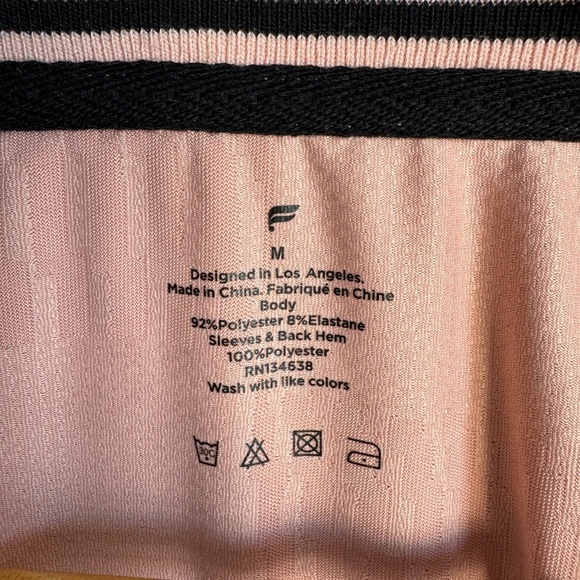 M
Designed in Los Angeles.
Made in China. Fabriqué en Chine
Body
92%Polyester 8%Elastane
Sleeves & Back Hem
100%Polyester
RN134638
Wash with like colors
30C